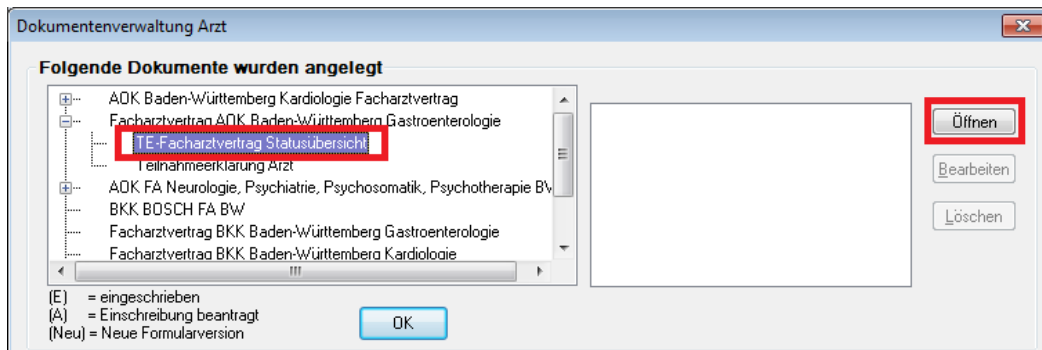 Dokumentenverwaltung Arzt
Folgende Dokumente wurden angelegt
AOK Baden-Württemberg Kardiologie Facharztvertrag
Facharztvertrag AOK Baden-Württemberg Gastroenterologie
TE-Facharztvertrag Statusübersicht
Teilnahmeerklärung Arzt
AOK FA Neurologie, Psychiatrie, Psychosomatik, Psychotherapie BV
BKK BOSCH FA BW
Facharztvertrag BKK Baden-Württemberg Gastroenterologie
Facharztvertrag BKK Baden-Württemberg Kardiologie
Öffnen
Bearbeiten
Löschen
(E) = eingeschrieben
(A) = Einschreibung beantragt
(Neu) = Neue Formularversion
OK